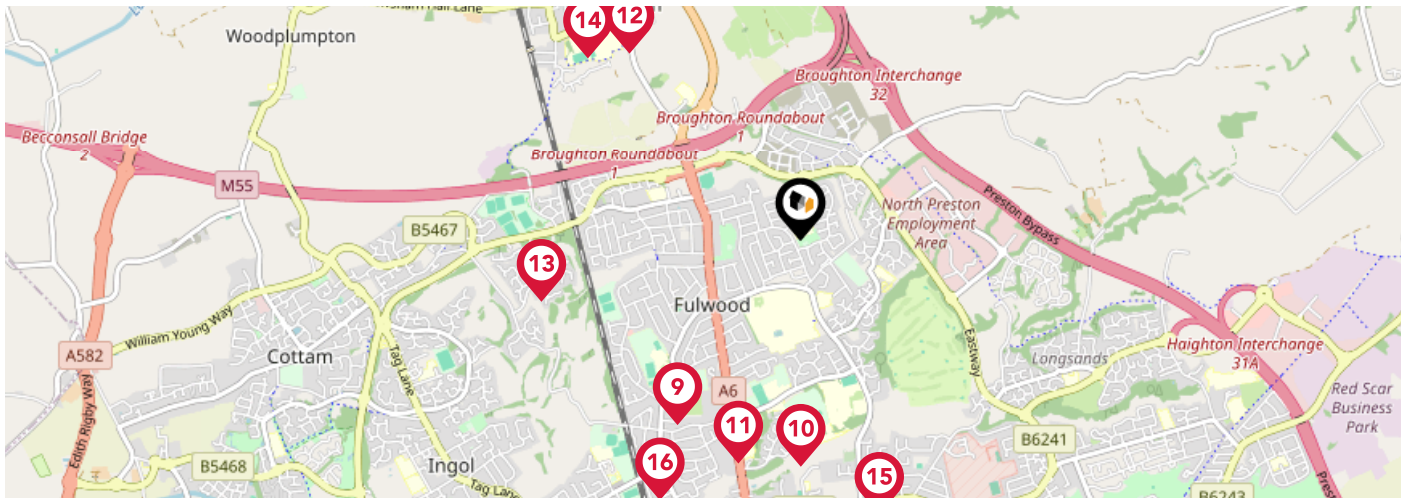 14
12
Woodplumpton
Broughton Interchange
32
Broughton Roundabout
1
Becconsall Bridge
2
Broughton Roundabout
1
M55
Preston Bypass
North Preston
Employment
Area
B5467
13
Fulwood
William Young Way
Eastway
Haighton Interchange
31A
A582
Cottam
Tag Lane
Longsands
9
A6
Red Scar
Business
Park
Edith Rigby Way
11
10
B6241
B5468
Ingol
16
15
Tag Lane
B6243